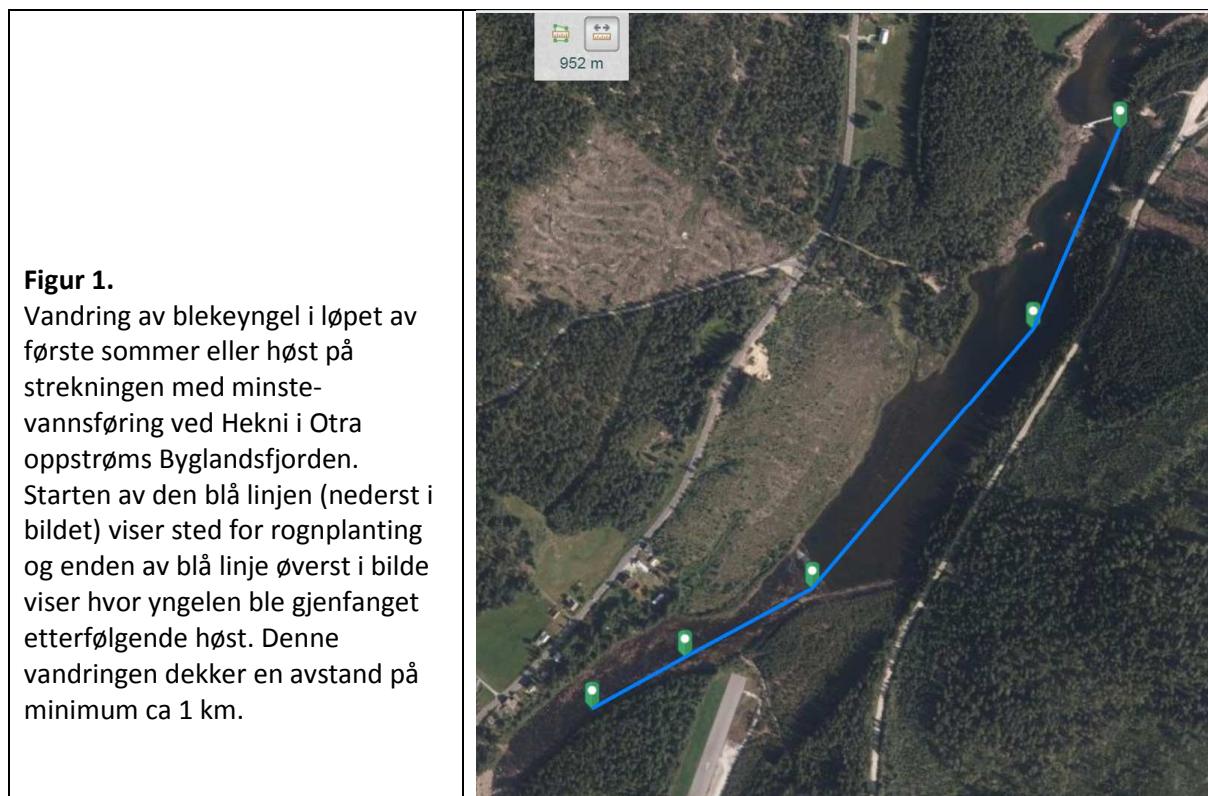 952 m
Figur 1.
Vandring av blekeyngel i løpet av
første sommer eller høst på
strekningen med minste-
vannsføring ved Hekni i Otra
oppstrøms Byglandsfjorden.
Starten av den blå linjen (nederst i
bildet) viser sted for rognplanting
og enden av blå linje øverst i bilde
viser hvor yngelen ble gjenfanget
etterfølgende høst. Denne
vandringen dekker en avstand på
minimum ca 1 km.